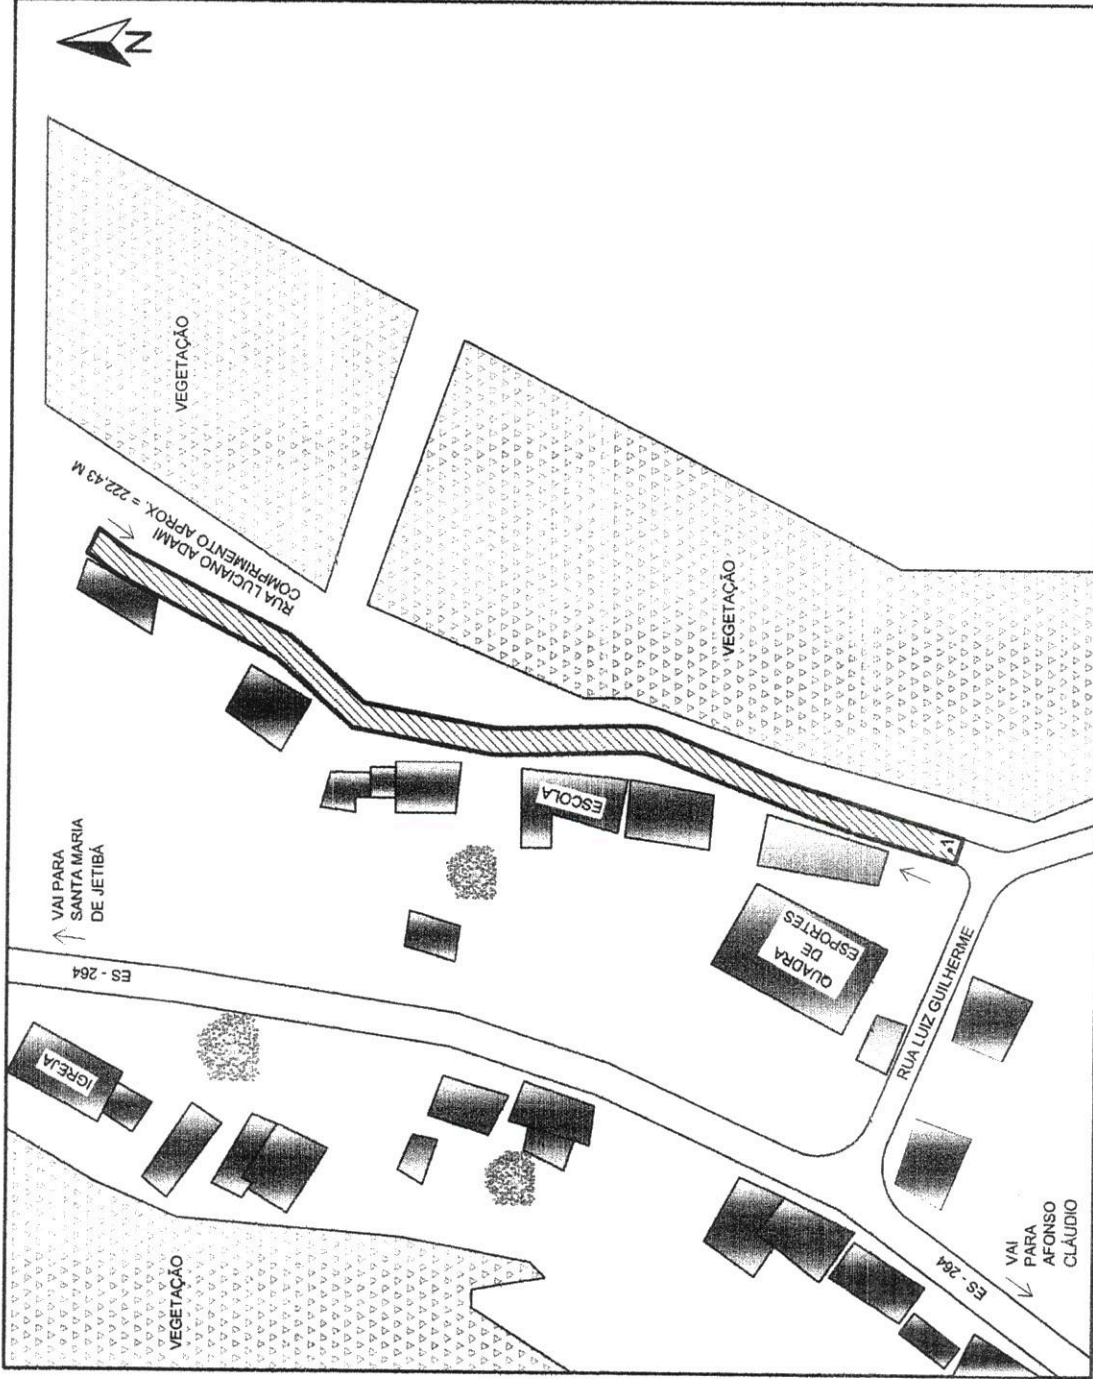 N
VEGETAÇÃO
RUA LUCIANO ADAMI
COMPRIMENTO APROX. = 222,43 M
VAI PARA
SANTA MARIA
DE JETIBÁ
ES - 264
IGREJA
VEGETAÇÃO
ESCOLA
QUADRA
DE
ESPORTES
1
RUA LUIZ GUILHERME
VEGETAÇÃO
ES - 264
VAI
PARA
AFONSO
CLÁUDIO